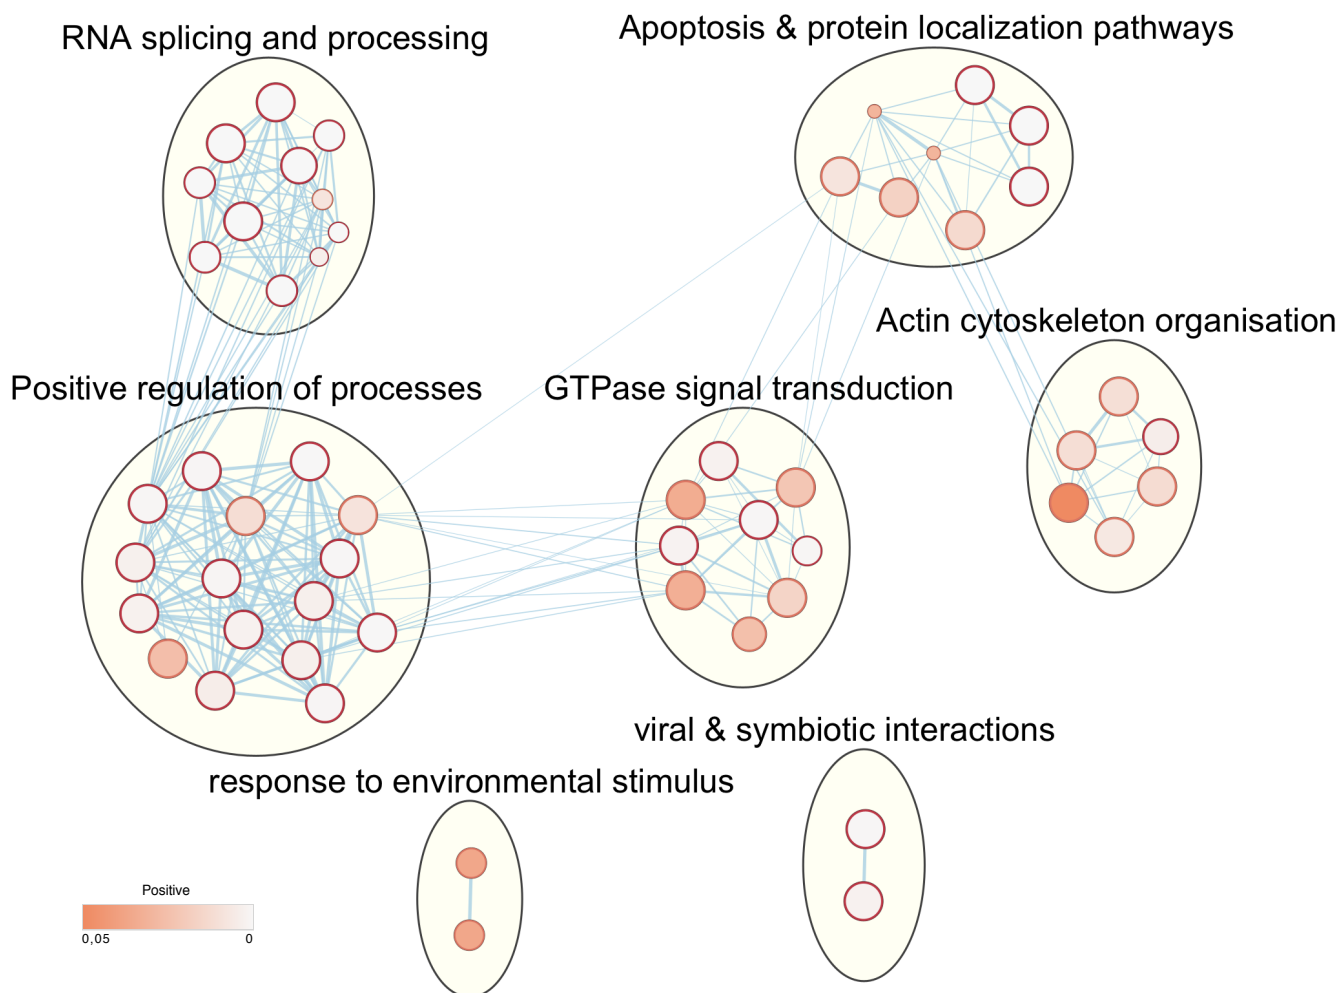 RNA splicing and processing
Apoptosis & protein localization pathways
Actin cytoskeleton organisation
Positive regulation of processes
GTPase signal transduction
viral & symbiotic interactions
response to environmental stimulus
Positive
0,05
0